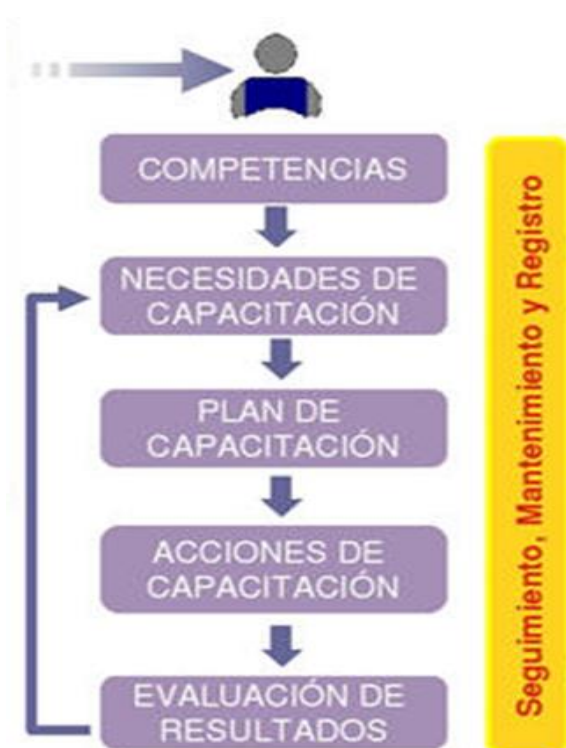 COMPETENCIAS
NECESIDADES DE
CAPACITACIÓN
PLAN DE
CAPACITACIÓN
ACCIONES DE
CAPACITACIÓN
EVALUACIÓN DE
RESULTADOS
Seguimiento, Mantenimiento y Registro